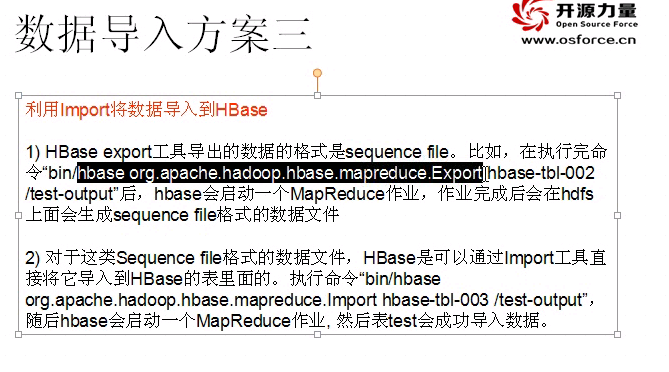 开源力量
Open Source Force
www.osforce.cn
数据导入方案三
利用Import将数据导入到HBase
1) HBase export工具导出的数据的格式是sequence file。比如，在执行完命
令“bin/hbase org.apache.hadoop.hbase.mapreduce.Export hbase-tbl-002
/test-output”后，hbase会启动一个MapReduce作业，作业完成后会在hdfs
上面会生成sequence file格式的数据文件
2) 对于这类Sequence file格式的数据文件，HBase是可以通过Import工具直
接将它导入到HBase的表里面的。执行命令“bin/hbase
org.apache.hadoop.hbase.mapreduce.Import hbase-tbl-003 /test-output”，
随后hbase会启动一个MapReduce作业, 然后表test会成功导入数据。